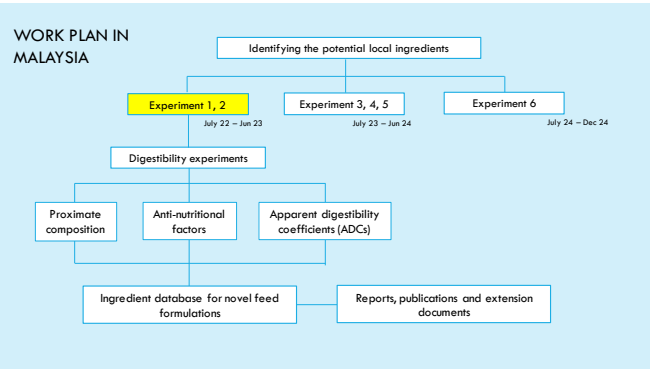 WORK PLAN IN
MALAYSIA
Identifying the potential local ingredients
Experiment 1, 2
Experiment 3, 4, 5
Experiment 6
July 22 – Jun 23
July 23 – Jun 24
July 24 – Dec 24
Digestibility experiments
Proximate
composition
Anti-nutritional
factors
Apparent digestibility
coefficients (ADCs)
Ingredient database for novel feed
formulations
Reports, publications and extension
documents